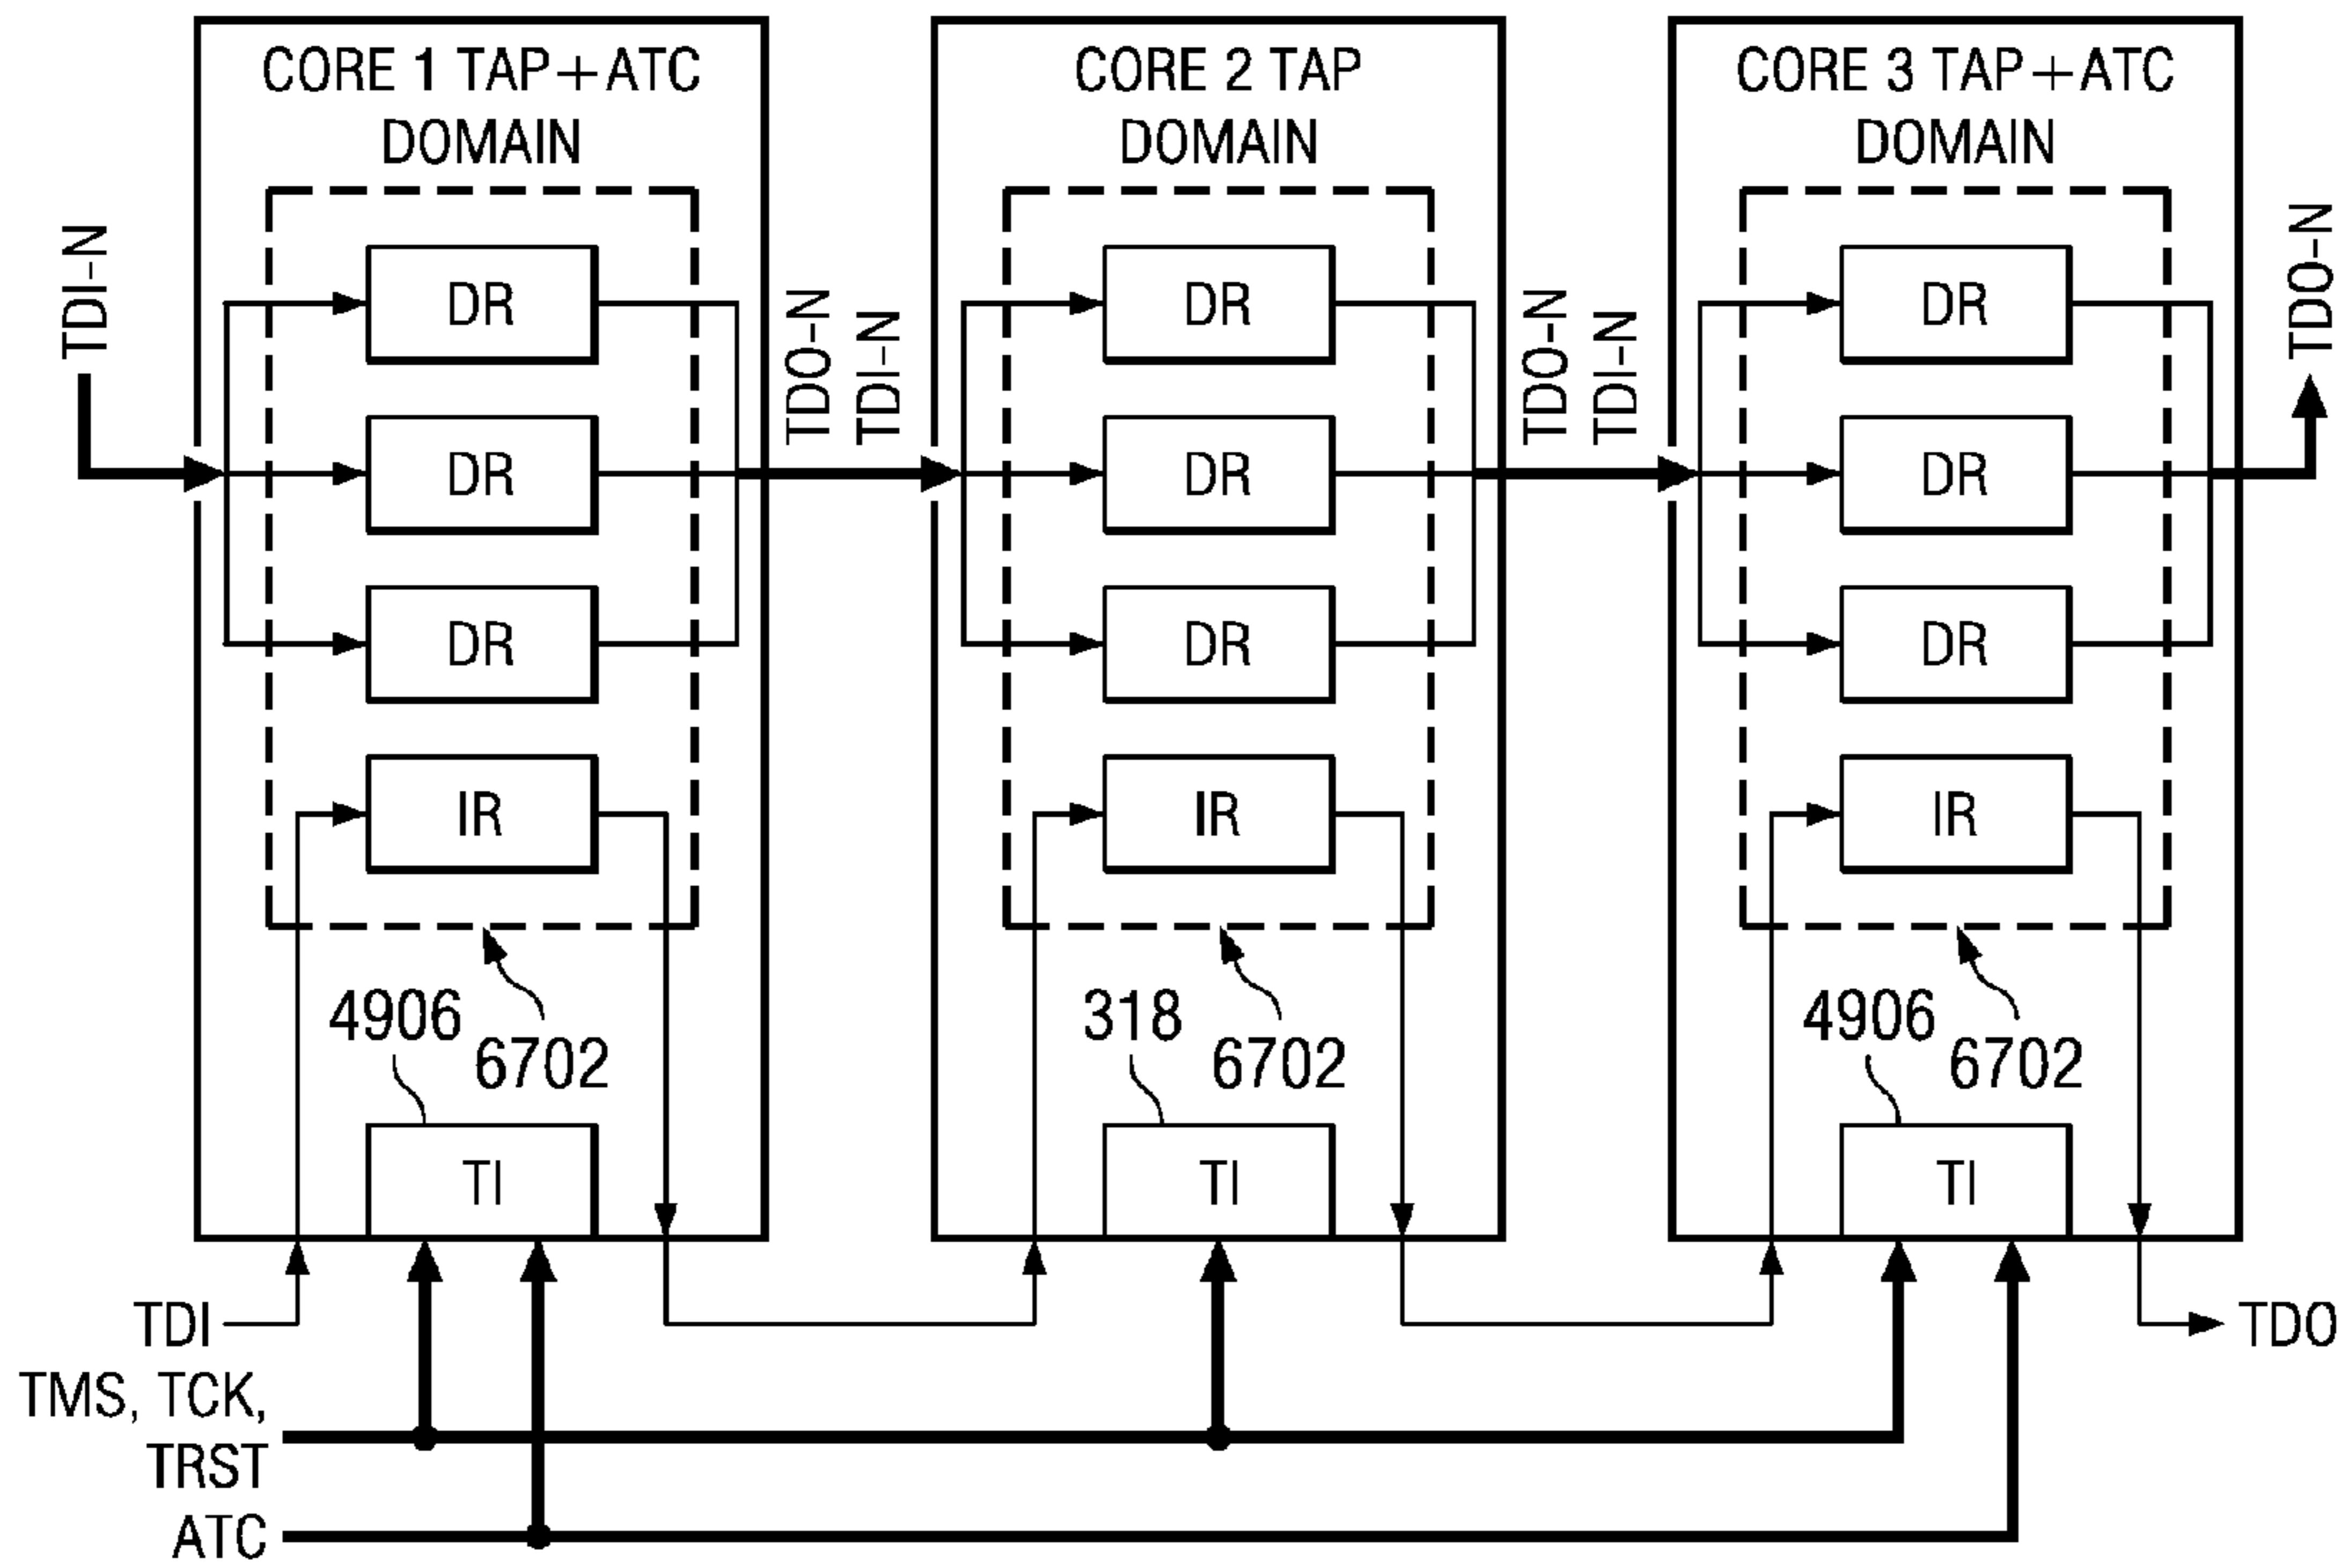 CORE 1 TAP+ATC
DOMAIN
CORE 2 TAP
DOMAIN
CORE 3 TAP+ATC
DOMAIN
TDI-N
DR
DR
DR
IR
TDO-N
TDI-N
DR
DR
DR
IR
TDO-N
TDI-N
DR
DR
DR
IR
TDO-N
4906
6702
318
6702
4906
6702
TI
TI
TI
TDI
TDO
TMS, TCK,
TRST
ATC